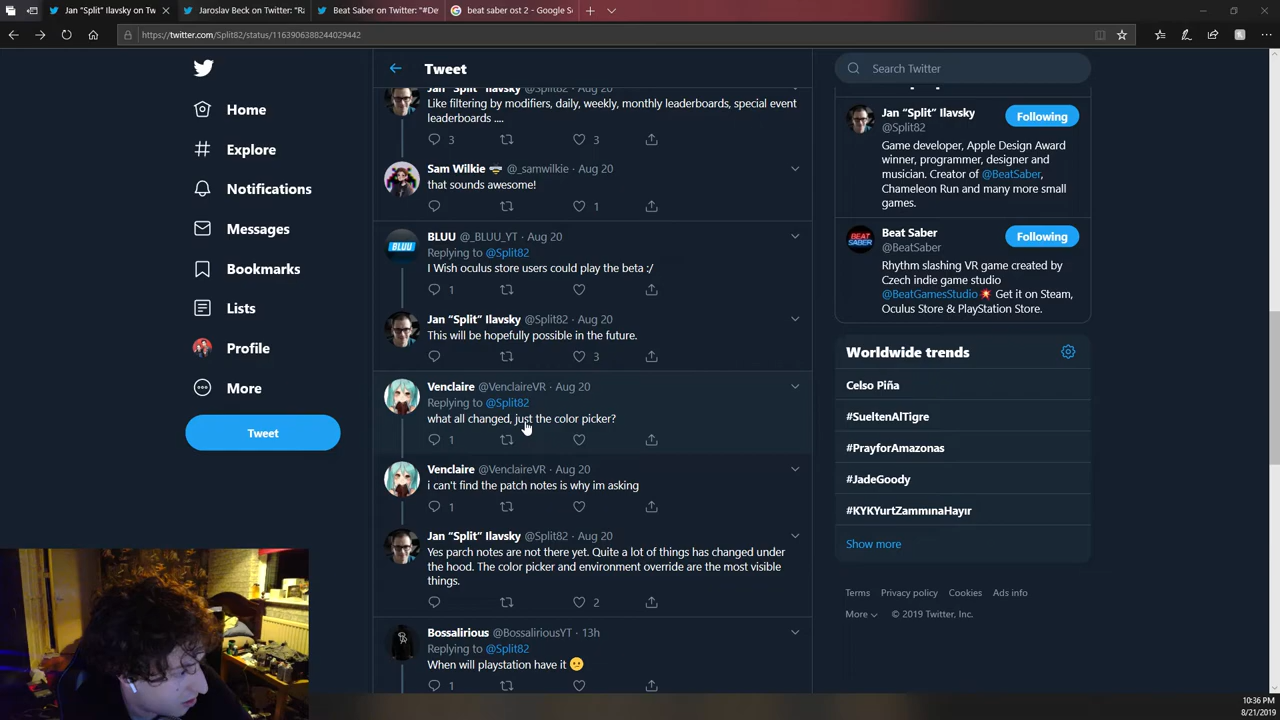 Jan "Split" Ilavsky on Tw
Jaroslav Beck on Twitter: "Ra
Beat Saber on Twitter: "#De
beat saber ost 2 - Google S
https://twitter.com/Split82/status/1163906388244029442
Home
Explore
Notifications
Messages
Bookmarks
Lists
Profile
More
Tweet
Tweet
Jan “Split” Ilavsky @Split82 · Aug 20
Like filtering by modifiers, daily, weekly, monthly leaderboards, special event
leaderboards ....
3
3
Sam Wilkie @_samwilkie · Aug 20
that sounds awesome!
1
BLUU
BLUU @_BLUU_YT · Aug 20
Replying to @Split82
I Wish oculus store users could play the beta :/
1
Jan “Split” Ilavsky @Split82 · Aug 20
This will be hopefully possible in the future.
3
Venclaire @VenclaireVR · Aug 20
Replying to @Split82
what all changed, just the color picker?
1
Venclaire @VenclaireVR · Aug 20
i can't find the patch notes is why im asking
1
Jan “Split” Ilavsky @Split82 · Aug 20
Yes parch notes are not there yet. Quite a lot of things has changed under
the hood. The color picker and environment override are the most visible
things.
2
Bossalirious @BossaliriousYT · 13h
Replying to @Split82
When will playstation have it 😕
1
Search Twitter
Jan “Split” Ilavsky
@Split82
Following
Game developer, Apple Design Award
winner, programmer, designer and
musician. Creator of @BeatSaber,
Chameleon Run and many more small
games.
BEAT
SABER
Beat Saber
@BeatSaber
Following
Rhythm slashing VR game created by
Czech indie game studio
@BeatGamesStudio 💥 Get it on Steam,
Oculus Store & PlayStation Store.
Worldwide trends
Celso Piña
#SueltenAlTigre
#PrayforAmazonas
#JadeGoody
#KYKYurtZammınaHayır
Show more
Terms Privacy policy Cookies Ads info
More © 2019 Twitter, Inc.
10:36 PM
8/21/2019